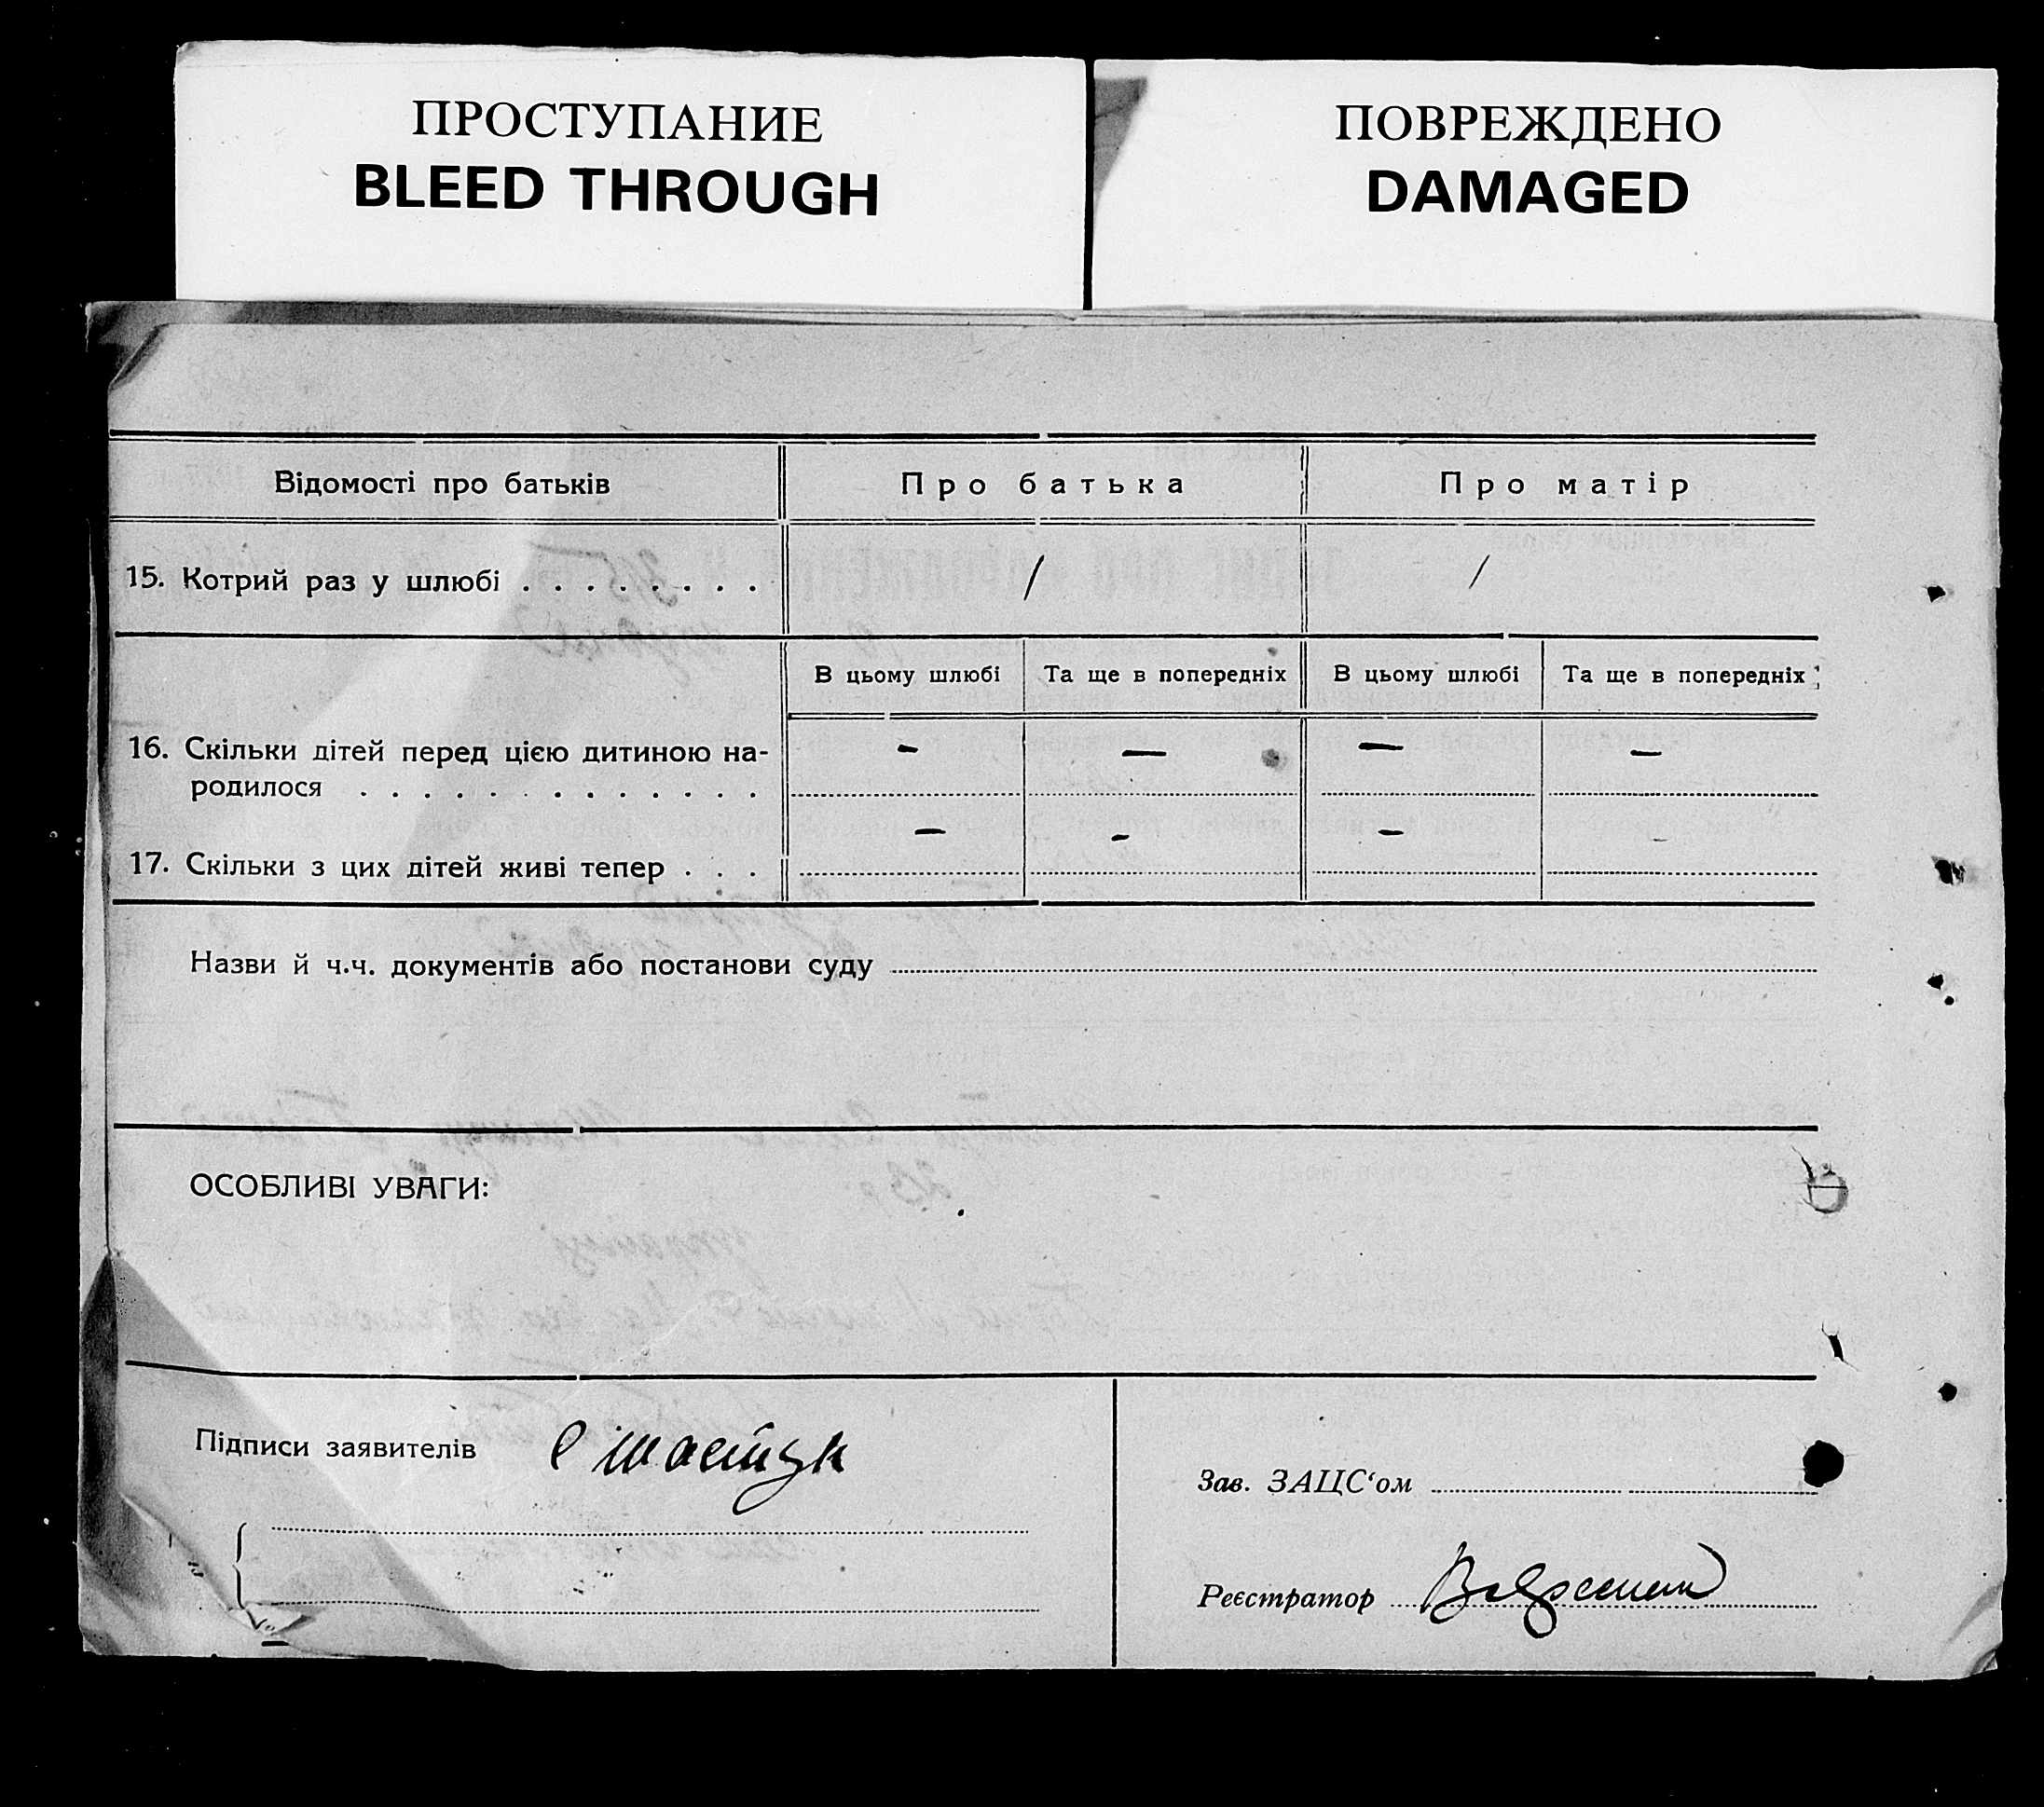 ПРОСТУПАНИЕ
BLEED THROUGH
ПОВРЕЖДЕНО
DAMAGED
Відомості про батьків Про батька Про матір
15. Котрий раз у шлюбі . . . . . . . . / /
В цьому шлюбі Та ще в попередніх В цьому шлюбі Та ще в попередніх
16. Скільки дітей перед цією дитиною на- — — — —
родилося . . . . . . . . . . . . .
17. Скільки з цих дітей живі тепер . . . — — — —
Назви й ч.ч. документів або постанови суду
ОСОБЛИВІ УВАГИ:
Підписи заявителів
Зав. ЗАЦС‘ом
Реєстратор